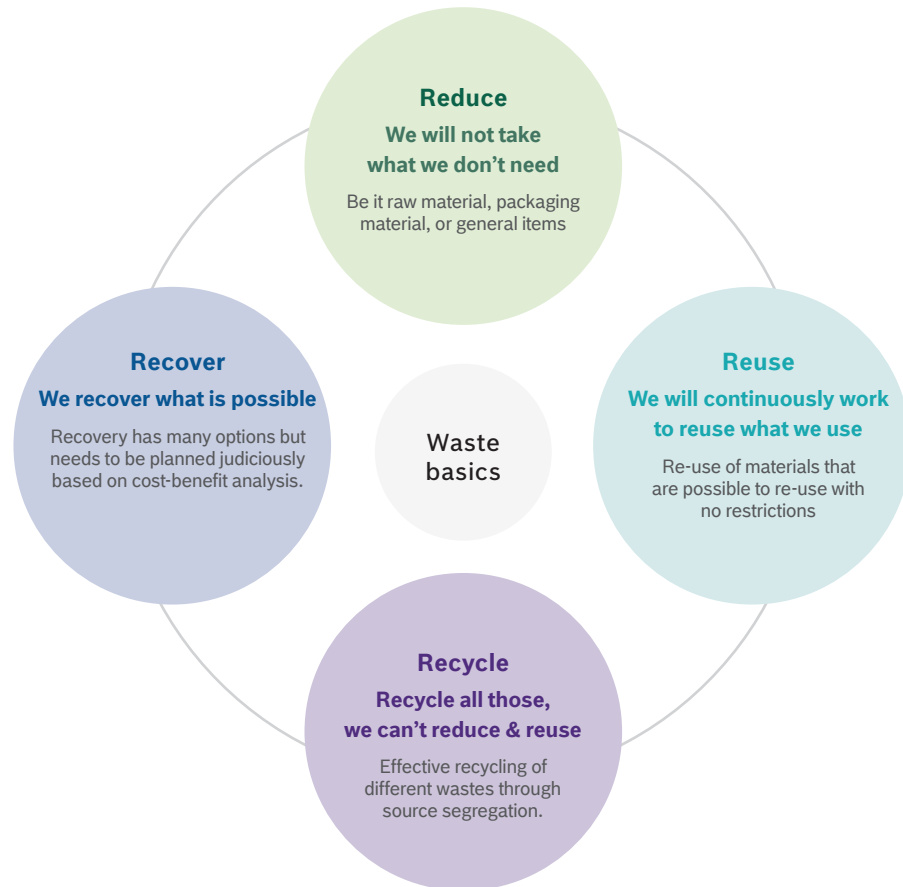 Reduce
We will not take
what we don’t need
Be it raw material, packaging
material, or general items
Recover
We recover what is possible
Recovery has many options but
needs to be planned judiciously
based on cost-benefit analysis.
Waste
basics
Reuse
We will continuously work
to reuse what we use
Re-use of materials that
are possible to re-use with
no restrictions
Recycle
Recycle all those,
we can’t reduce & reuse
Effective recycling of
different wastes through
source segregation.